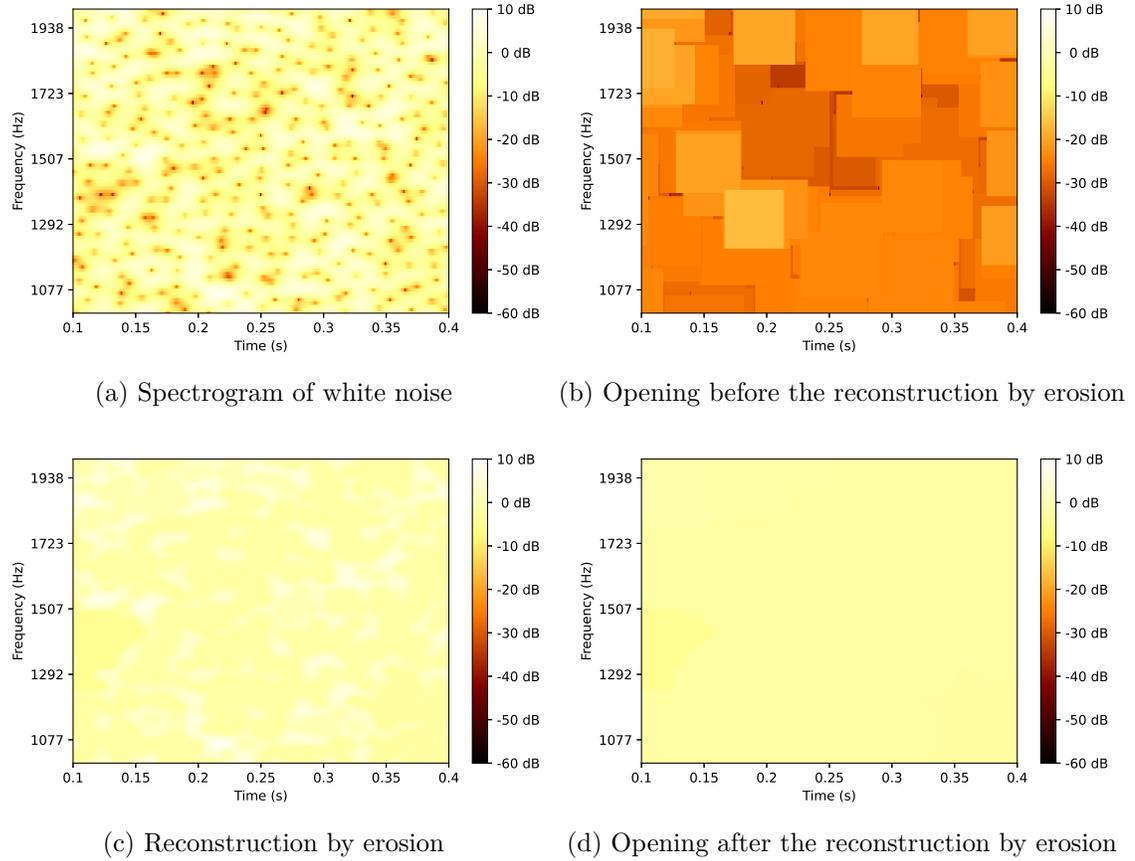 10 dB
0 dB
-10 dB
-20 dB
-30 dB
-40 dB
-50 dB
-60 dB
1938
1723
1507
1292
1077
Frequency (Hz)
0.1 0.15 0.2 0.25 0.3 0.35 0.4
Time (s)
(a) Spectrogram of white noise
10 dB
0 dB
-10 dB
-20 dB
-30 dB
-40 dB
-50 dB
-60 dB
1938
1723
1507
1292
1077
Frequency (Hz)
0.1 0.15 0.2 0.25 0.3 0.35 0.4
Time (s)
(b) Opening before the reconstruction by erosion
10 dB
0 dB
-10 dB
-20 dB
-30 dB
-40 dB
-50 dB
-60 dB
1938
1723
1507
1292
1077
Frequency (Hz)
0.1 0.15 0.2 0.25 0.3 0.35 0.4
Time (s)
(c) Reconstruction by erosion
10 dB
0 dB
-10 dB
-20 dB
-30 dB
-40 dB
-50 dB
-60 dB
1938
1723
1507
1292
1077
Frequency (Hz)
0.1 0.15 0.2 0.25 0.3 0.35 0.4
Time (s)
(d) Opening after the reconstruction by erosion